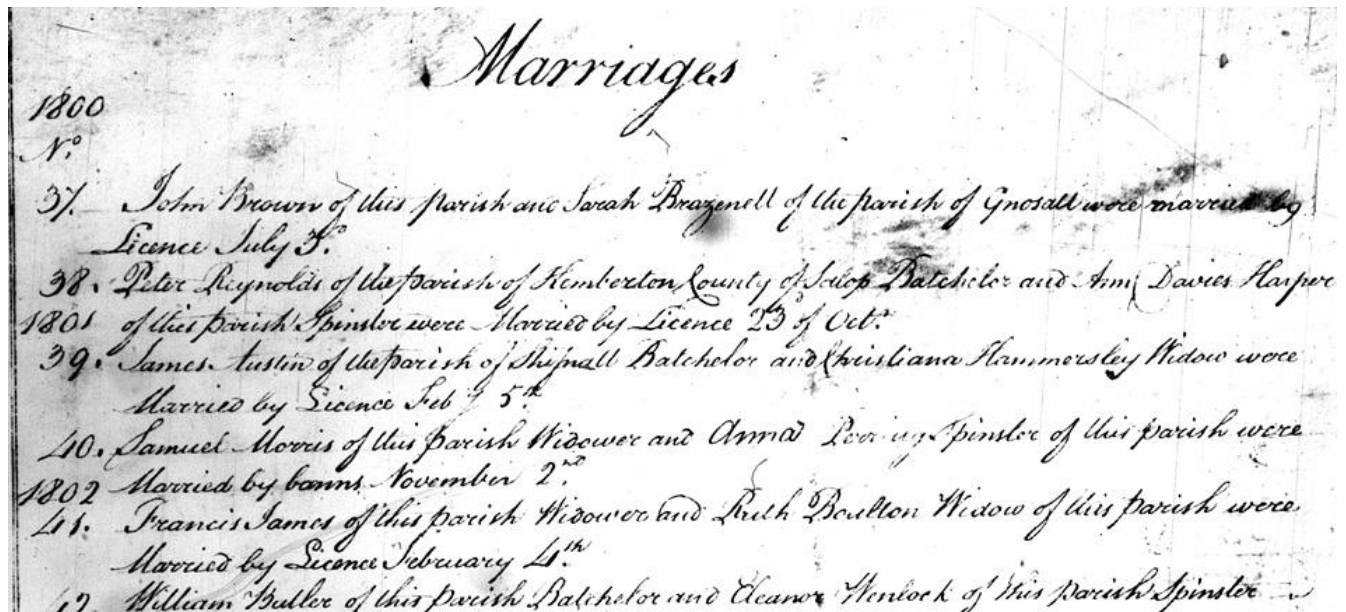 Marriages
1800
No
37. John Brown of this parish and Sarah Brazenell of the parish of Gnosall were married by
Licence July 3d.
38. Peter Reynolds of the parish of Kemberton County of Salop Batchelor and Ann Davies Harper
1801 of this parish Spinster were Married by Licence 23d of Octr.
39. James Austin of the parish of Shifnall Batchelor and Christiana Hammersley Widow were
Married by Licence Feby 5th
40. Samuel Morris of this parish Widower and Anna Spinster of this parish were
1802 Married by banns November 2nd.
41. Francis James of this parish Widower and Ruth Boulton Widow of this parish were
Married by Licence February 4th.
42. William Butler of this parish Batchelor and Eleanor Wenlock of this parish Spinster